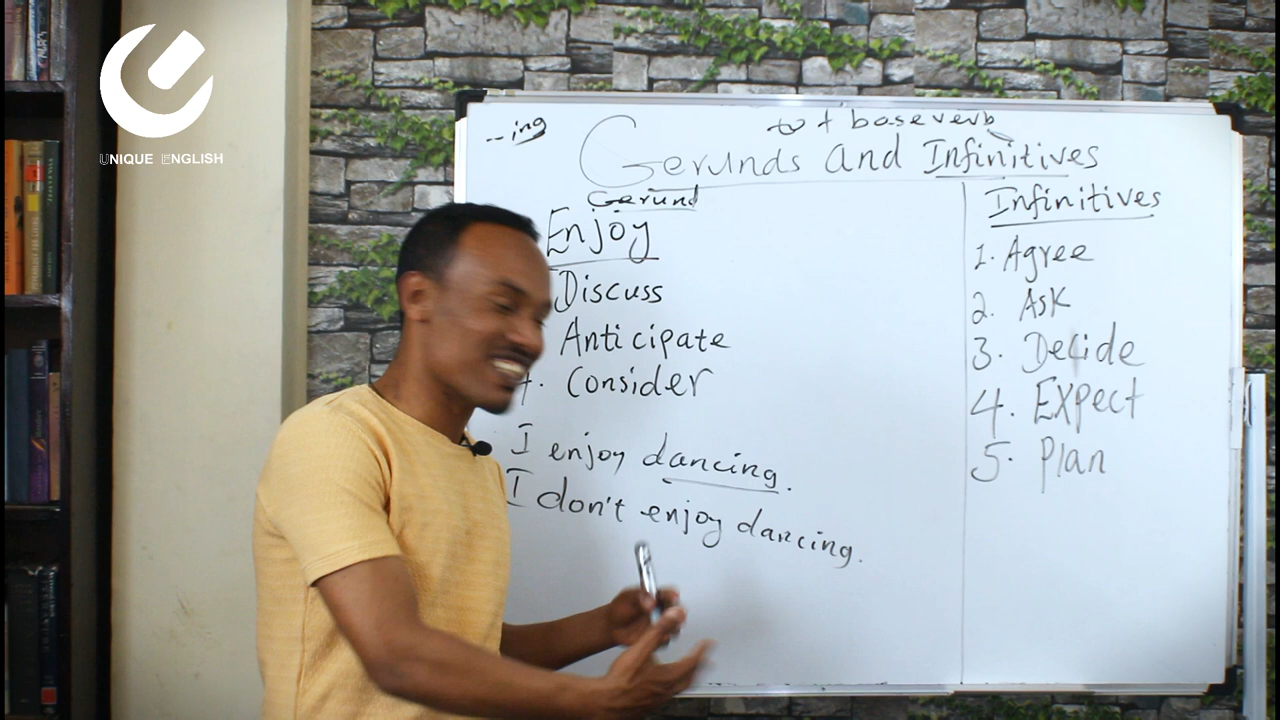 UNIQUE ENGLISH
--ing
to + base verb
Gerunds and Infinitives
Gerund
Enjoy
Discuss
Anticipate
4. Consider
I enjoy dancing.
I don't enjoy dancing.
Infinitives
1. Agree
2. Ask
3. Decide
4. Expect
5. Plan